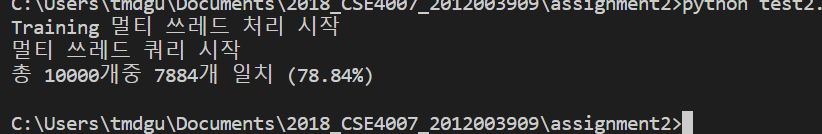 C:\Users\tmdgu\Documents\2018_CSE4007_2012003909\assignment2>python test2.
Training 멀티 쓰레드 처리 시작
멀티 쓰레드 쿼리 시작
총 10000개중 7884개 일치 (78.84%)
C:\Users\tmdgu\Documents\2018_CSE4007_2012003909\assignment2>